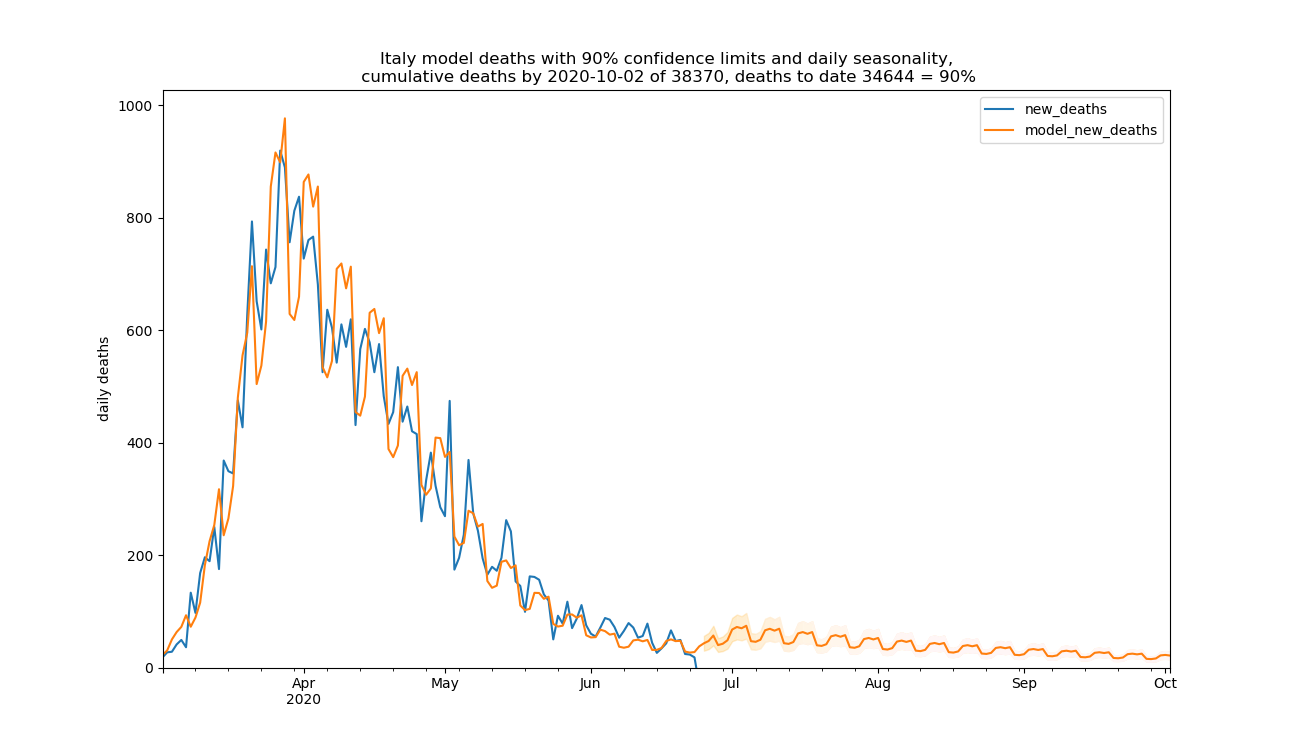 Italy model deaths with 90% confidence limits and daily seasonality,
cumulative deaths by 2020-10-02 of 38370, deaths to date 34644 = 90%
new_deaths
model_new_deaths
daily deaths
1000
800
600
400
200
0
Apr
2020
May
Jun
Jul
Aug
Sep
Oct